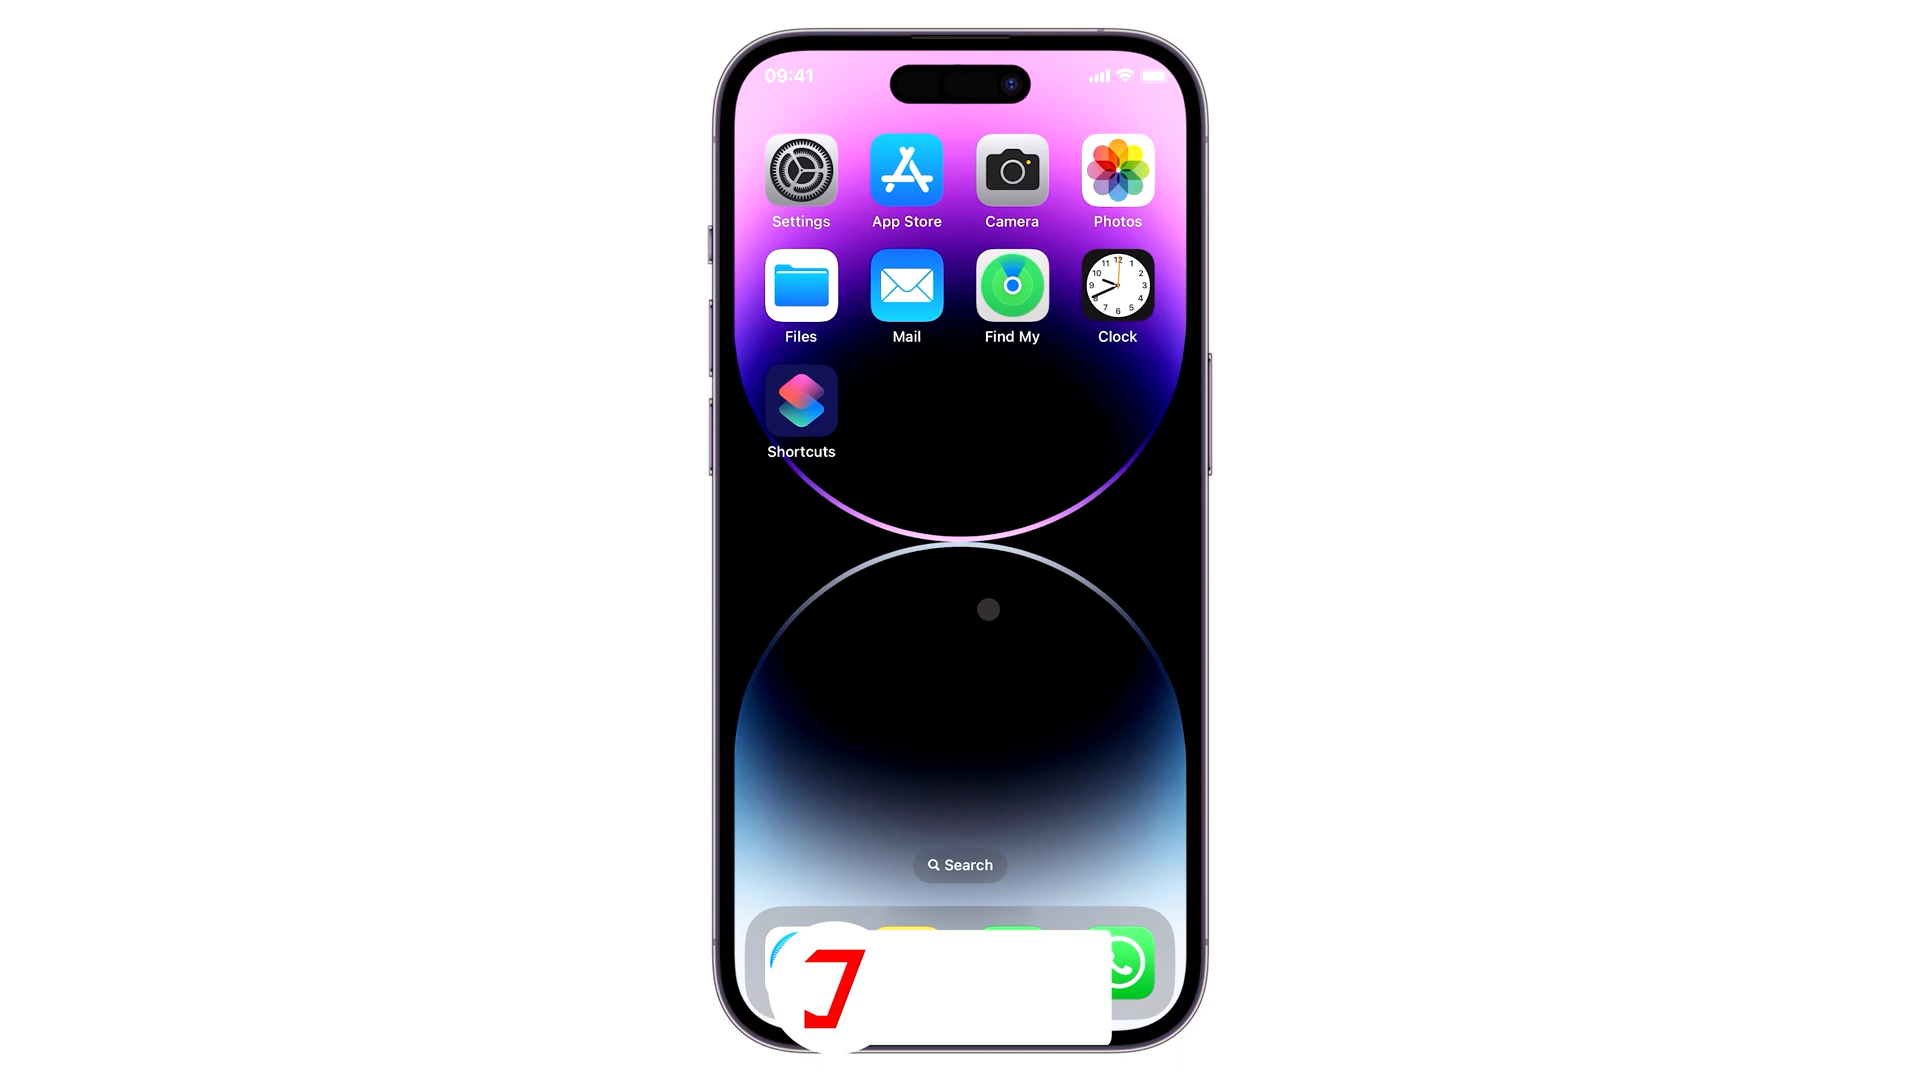 09:41
Settings App Store Camera Photos
Files Mail Find My Clock
Shortcuts
Search